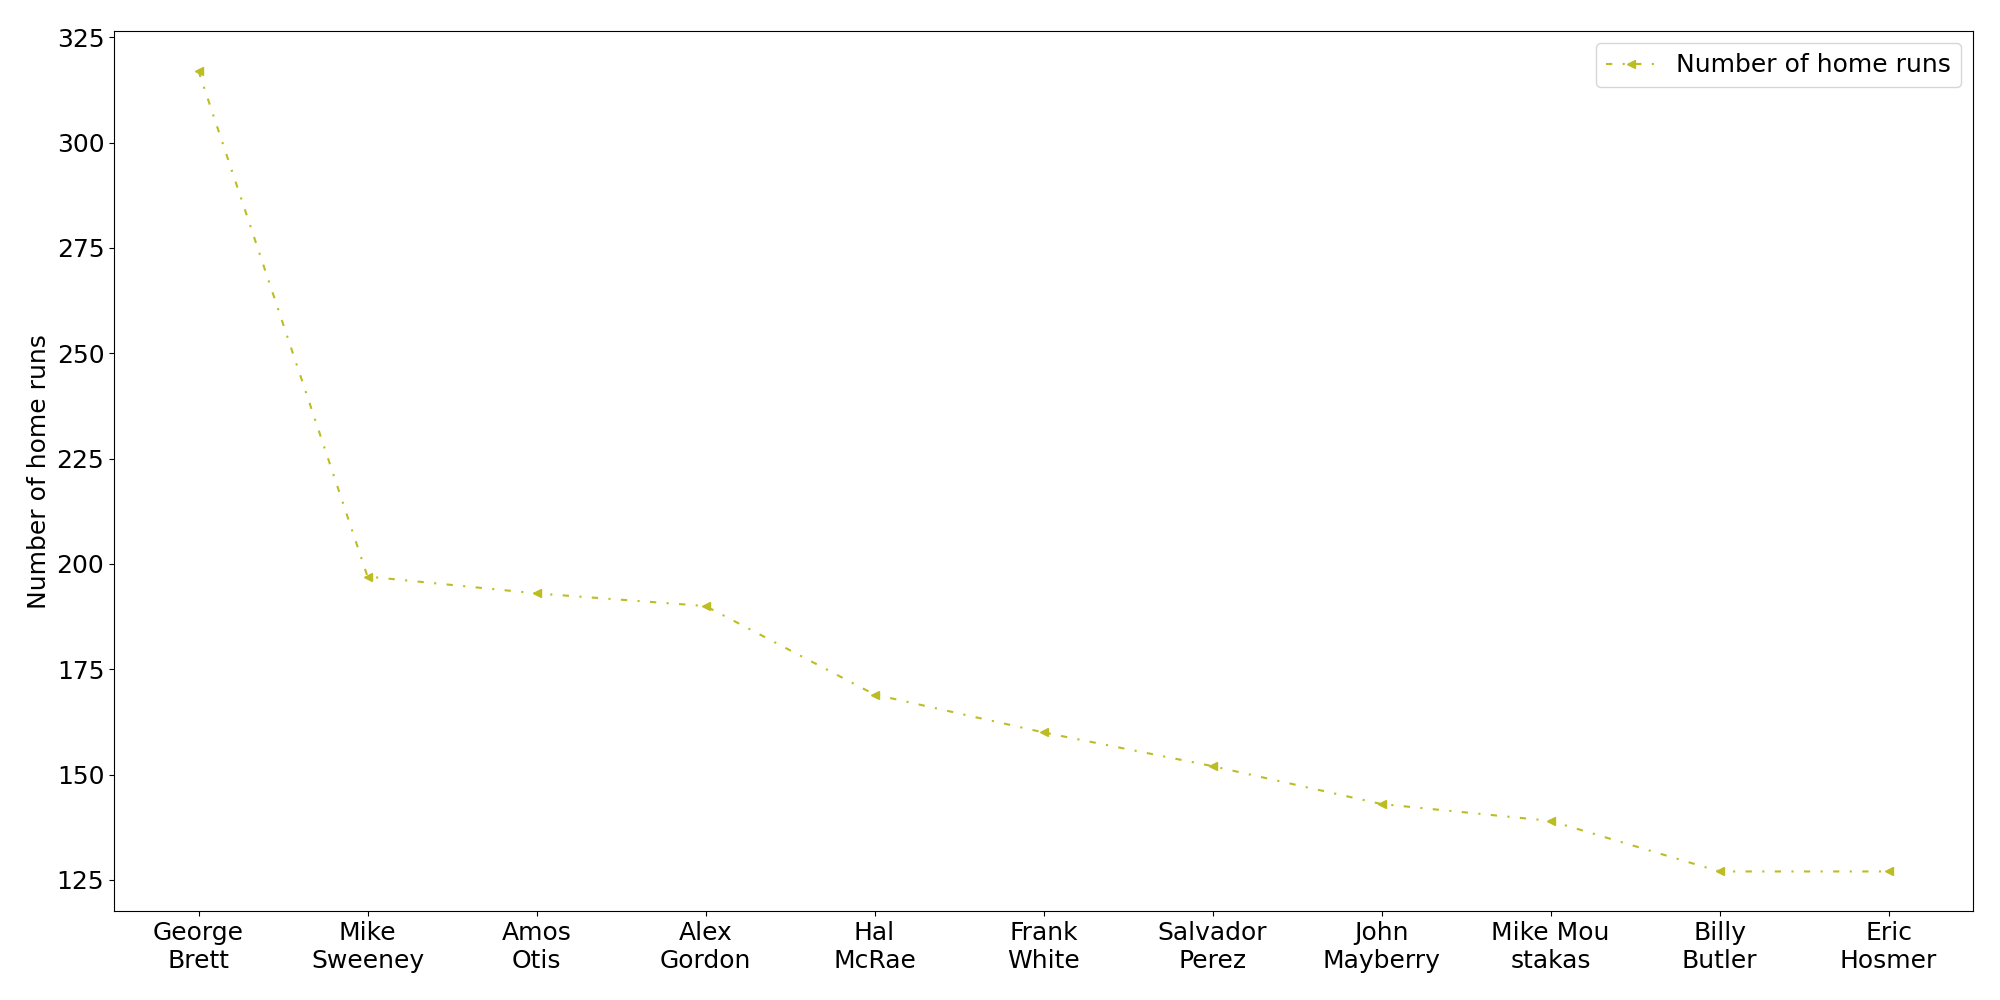 325
300
275
250
225
200
175
150
125
Number of home runs
Number of home runs
George
Brett
Mike
Sweeney
Amos
Otis
Alex
Gordon
Hal
McRae
Frank
White
Salvador
Perez
John
Mayberry
Mike Mou
stakas
Billy
Butler
Eric
Hosmer